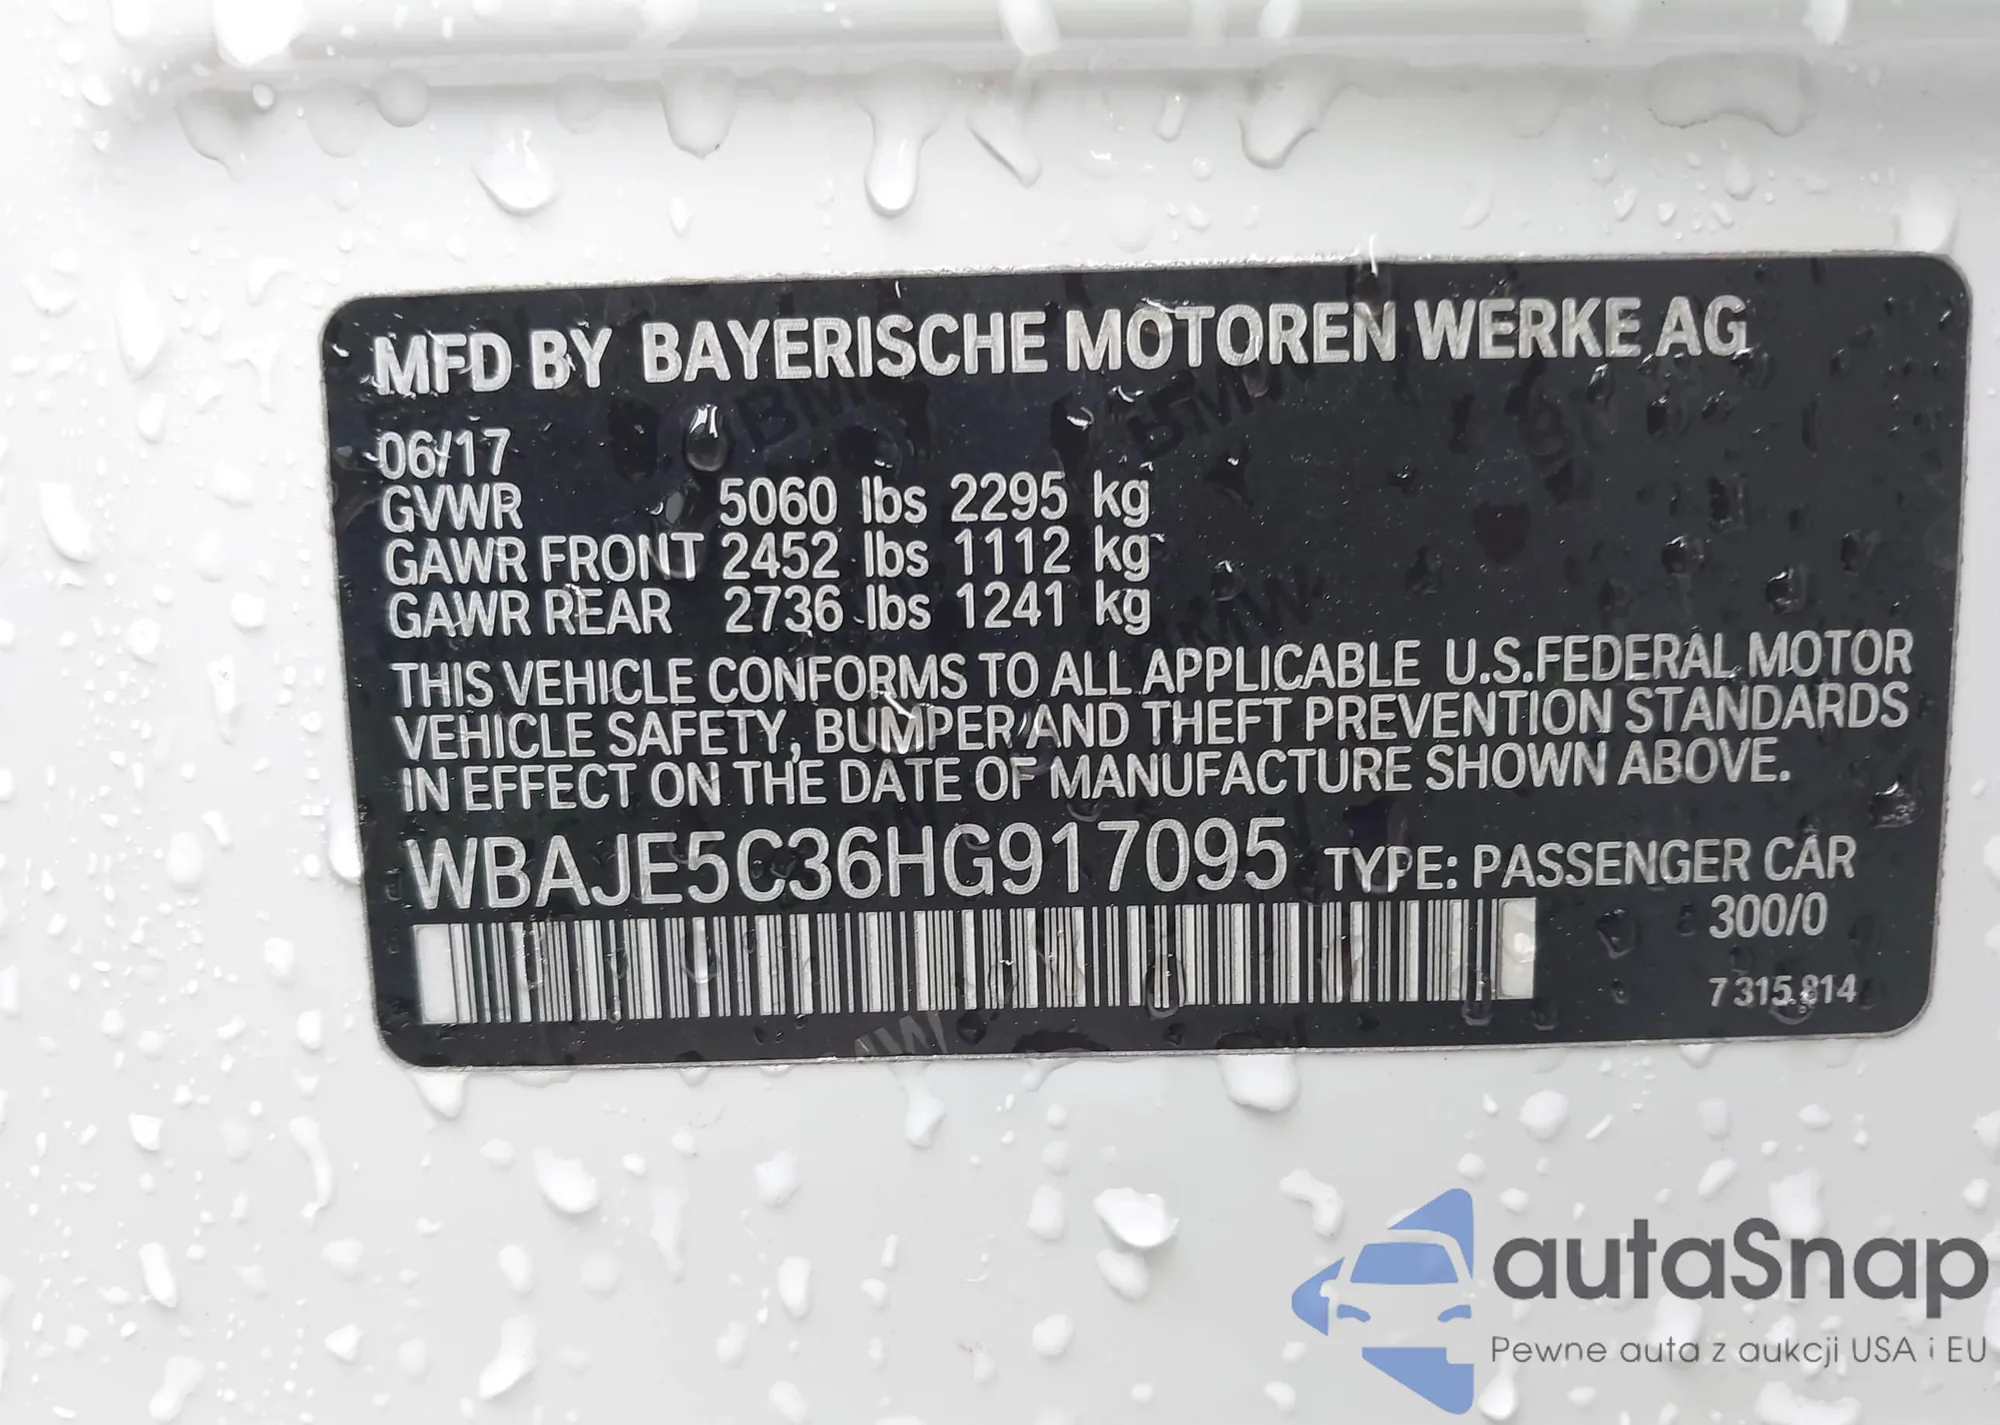 MFD BY BAYERISCHE MOTOREN WERKE AG
06/17
GVWR 5060 lbs 2295 kg
GAWR FRONT 2452 lbs 1112 kg
GAWR REAR 2736 lbs 1241 kg
THIS VEHICLE CONFORMS TO ALL APPLICABLE U.S.FEDERAL MOTOR
VEHICLE SAFETY, BUMPER AND THEFT PREVENTION STANDARDS
IN EFFECT ON THE DATE OF MANUFACTURE SHOWN ABOVE.
WBAJE5C36HG917095 TYPE: PASSENGER CAR
300/0
7 315 814
autaSnap
Pewne auta z aukcji USA i EU